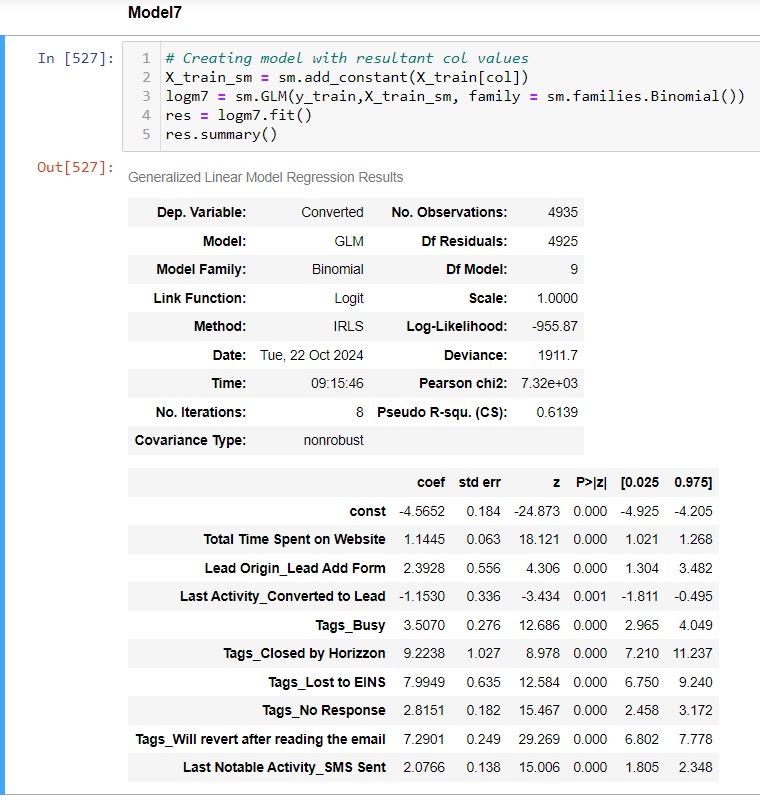 Model7
In [527]:
1 # Creating model with resultant col values
2 X_train_sm = sm.add_constant(X_train[col])
3 logm7 = sm.GLM(y_train,X_train_sm, family = sm.families.Binomial())
4 res = logm7.fit()
5 res.summary()
Out[527]:
Generalized Linear Model Regression Results
Dep. Variable: Converted No. Observations: 4935
Model: GLM Df Residuals: 4925
Model Family: Binomial Df Model: 9
Link Function: Logit Scale: 1.0000
Method: IRLS Log-Likelihood: -955.87
Date: Tue, 22 Oct 2024 Deviance: 1911.7
Time: 09:15:46 Pearson chi2: 7.32e+03
No. Iterations: 8 Pseudo R-squ. (CS): 0.6139
Covariance Type: nonrobust
coef std err z P>|z| [0.025 0.975]
const -4.5652 0.184 -24.873 0.000 -4.925 -4.205
Total Time Spent on Website 1.1445 0.063 18.121 0.000 1.021 1.268
Lead Origin_Lead Add Form 2.3928 0.556 4.306 0.000 1.304 3.482
Last Activity_Converted to Lead -1.1530 0.336 -3.434 0.001 -1.811 -0.495
Tags_Busy 3.5070 0.276 12.686 0.000 2.965 4.049
Tags_Closed by Horizzon 9.2238 1.027 8.978 0.000 7.210 11.237
Tags_Lost to EINS 7.9949 0.635 12.584 0.000 6.750 9.240
Tags_No Response 2.8151 0.182 15.467 0.000 2.458 3.172
Tags_Will revert after reading the email 7.2901 0.249 29.269 0.000 6.802 7.778
Last Notable Activity_SMS Sent 2.0766 0.138 15.006 0.000 1.805 2.348